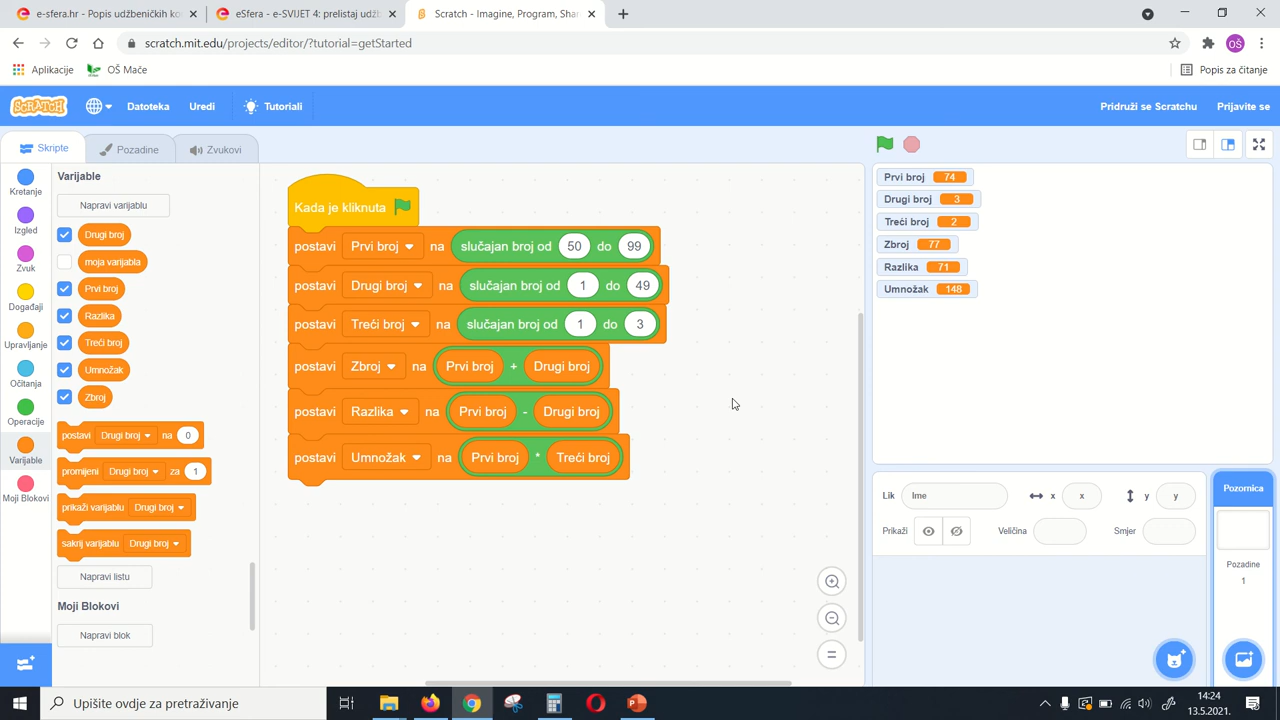 e-sfera.hr - Popis udžbeničkih ko
eSfera - e-SVIJET 4: prelistaj udžb
Scratch - Imagine, Program, Shar
scratch.mit.edu/projects/editor/?tutorial=getStarted
OŠ
Aplikacije
OŠ Mače
Popis za čitanje
SCRATCH
Datoteka
Uredi
Tutoriali
Pridruži se Scratchu
Prijavite se
Skripte
Pozadine
Zvukovi
Kretanje
Izgled
Zvuk
Događaji
Upravljanje
Očitanja
Operacije
Varijable
Moji Blokovi
Varijable
Napravi varijablu
Drugi broj
moja varijabla
Prvi broj
Razlika
Treći broj
Umnožak
Zbroj
postavi Drugi broj na 0
promijeni Drugi broj za 1
prikaži varijablu Drugi broj
sakrij varijablu Drugi broj
Napravi listu
Moji Blokovi
Napravi blok
Kada je kliknuta
postavi Prvi broj na slučajan broj od 50 do 99
postavi Drugi broj na slučajan broj od 1 do 49
postavi Treći broj na slučajan broj od 1 do 3
postavi Zbroj na Prvi broj + Drugi broj
postavi Razlika na Prvi broj - Drugi broj
postavi Umnožak na Prvi broj * Treći broj
Prvi broj 74
Drugi broj 3
Treći broj 2
Zbroj 77
Razlika 71
Umnožak 148
Lik Ime x x y y
Prikaži Veličina Smjer
Pozornica
Pozadine
1
Upišite ovdje za pretraživanje
14:24
13.5.2021.